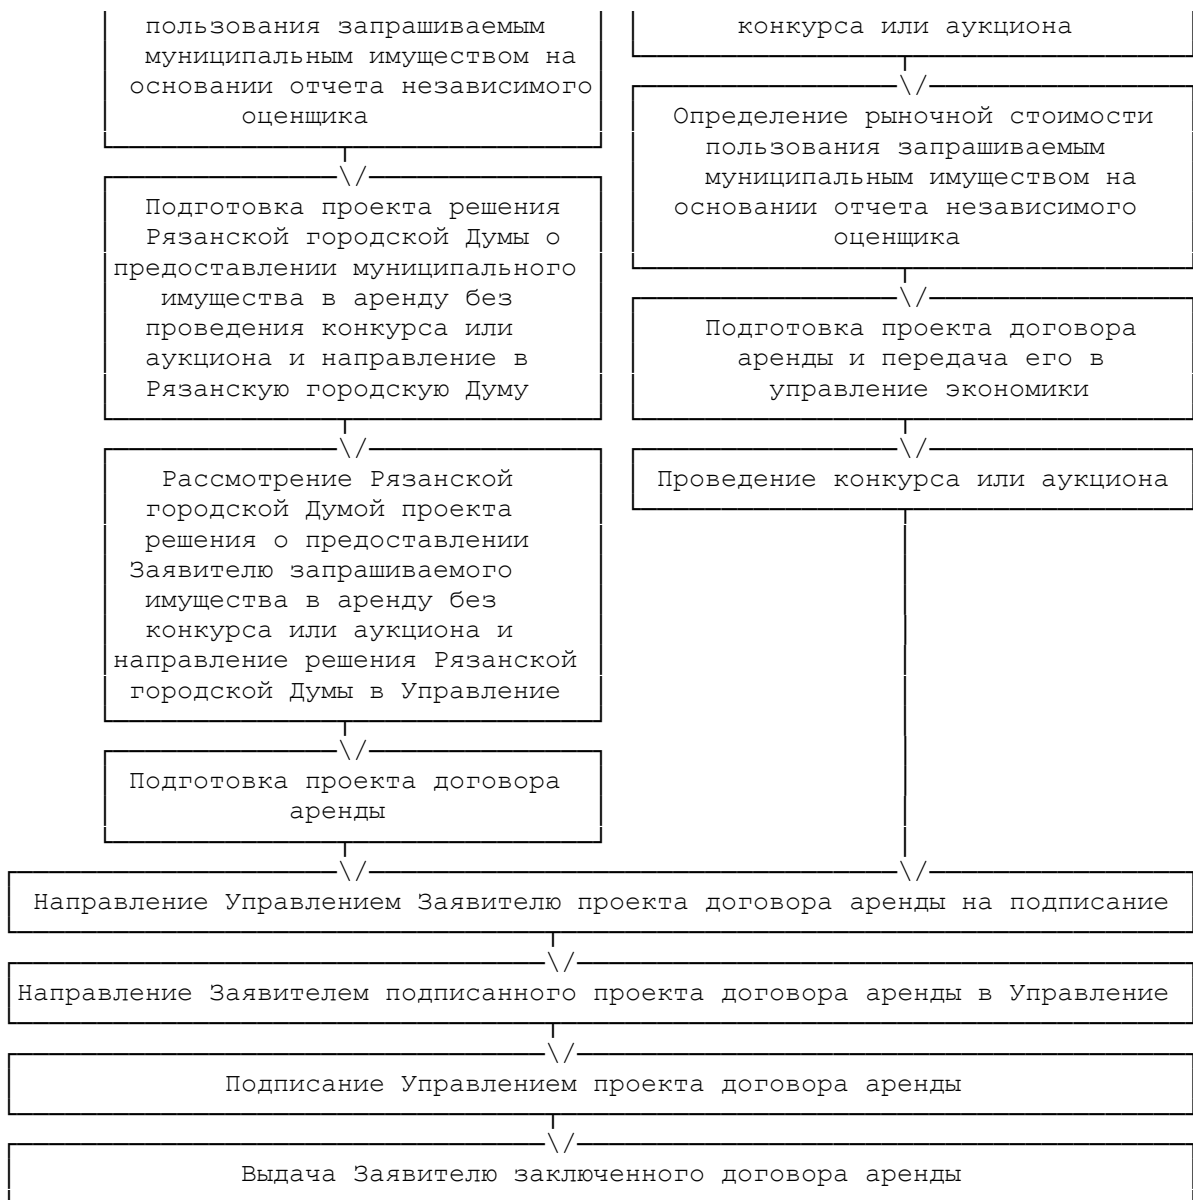 пользования запрашиваемым
муниципальным имуществом на
основании отчета независимого
оценщика
Подготовка проекта решения
Рязанской городской Думы о
предоставлении муниципального
имущества в аренду без
проведения конкурса или
аукциона и направление в
Рязанскую городскую Думу
Рассмотрение Рязанской
городской Думой проекта
решения о предоставлении
Заявителю запрашиваемого
имущества в аренду без
конкурса или аукциона и
направление решения Рязанской
городской Думы в Управление
Подготовка проекта договора
аренды
конкурса или аукциона
Определение рыночной стоимости
пользования запрашиваемым
муниципальным имуществом на
основании отчета независимого
оценщика
Подготовка проекта договора
аренды и передача его в
управление экономики
Проведение конкурса или аукциона
Направление Управлением Заявителю проекта договора аренды на подписание
Направление Заявителем подписанного проекта договора аренды в Управление
Подписание Управлением проекта договора аренды
Выдача Заявителю заключенного договора аренды